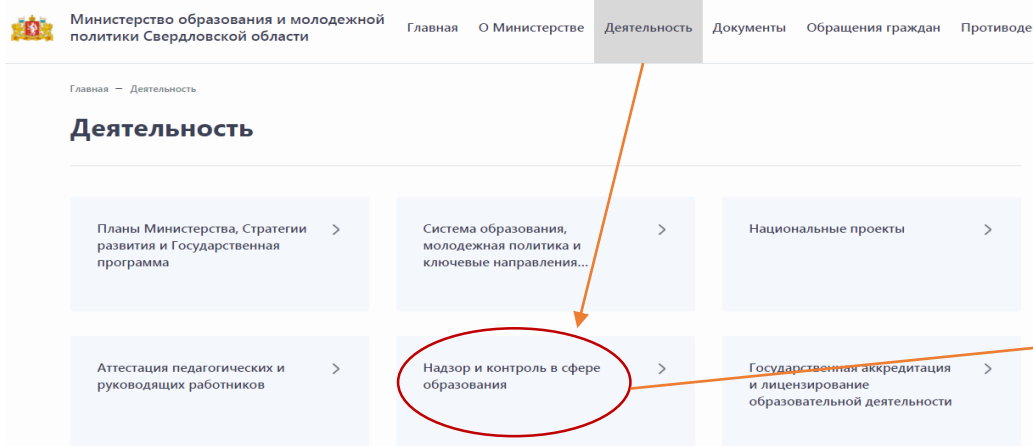 Министерство образования и молодежной
политики Свердловской области
Главная О Министерстве Деятельность Документы Обращения граждан Противоде
Главная — Деятельность
Деятельность
Планы Министерства, Стратегии
развития и Государственная
программа
Система образования,
молодежная политика и
ключевые направления...
Национальные проекты
Аттестация педагогических и
руководящих работников
Надзор и контроль в сфере
образования
Государственная аккредитация
и лицензирование
образовательной деятельности